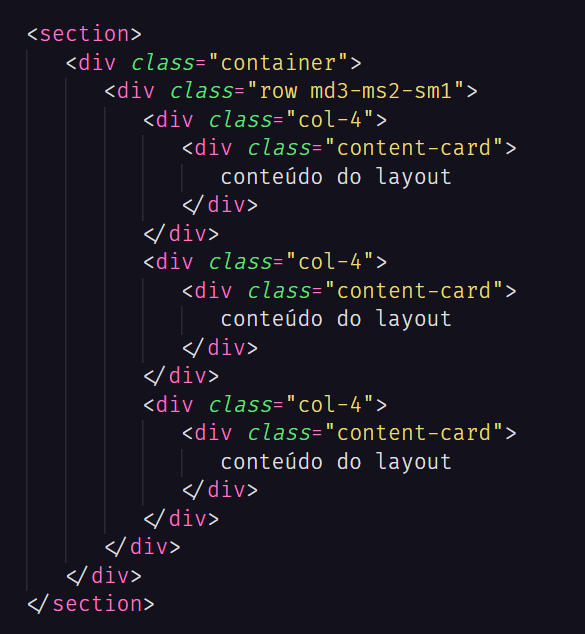 <section>
<div class="container">
<div class="row md3-ms2-sm1">
<div class="col-4">
<div class="content-card">
conteúdo do layout
</div>
</div>
<div class="col-4">
<div class="content-card">
conteúdo do layout
</div>
</div>
<div class="col-4">
<div class="content-card">
conteúdo do layout
</div>
</div>
</div>
</div>
</section>